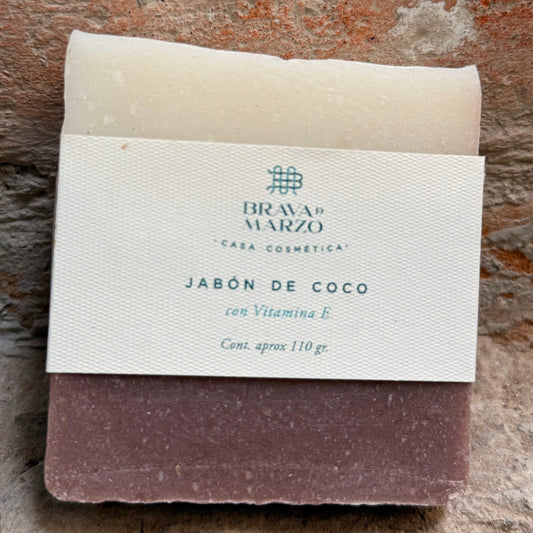 BRAVA D
MARZO
· CASA COSMÉTICA ·
JABÓN DE COCO
con Vitamina E
Cont. aprox 110 gr.